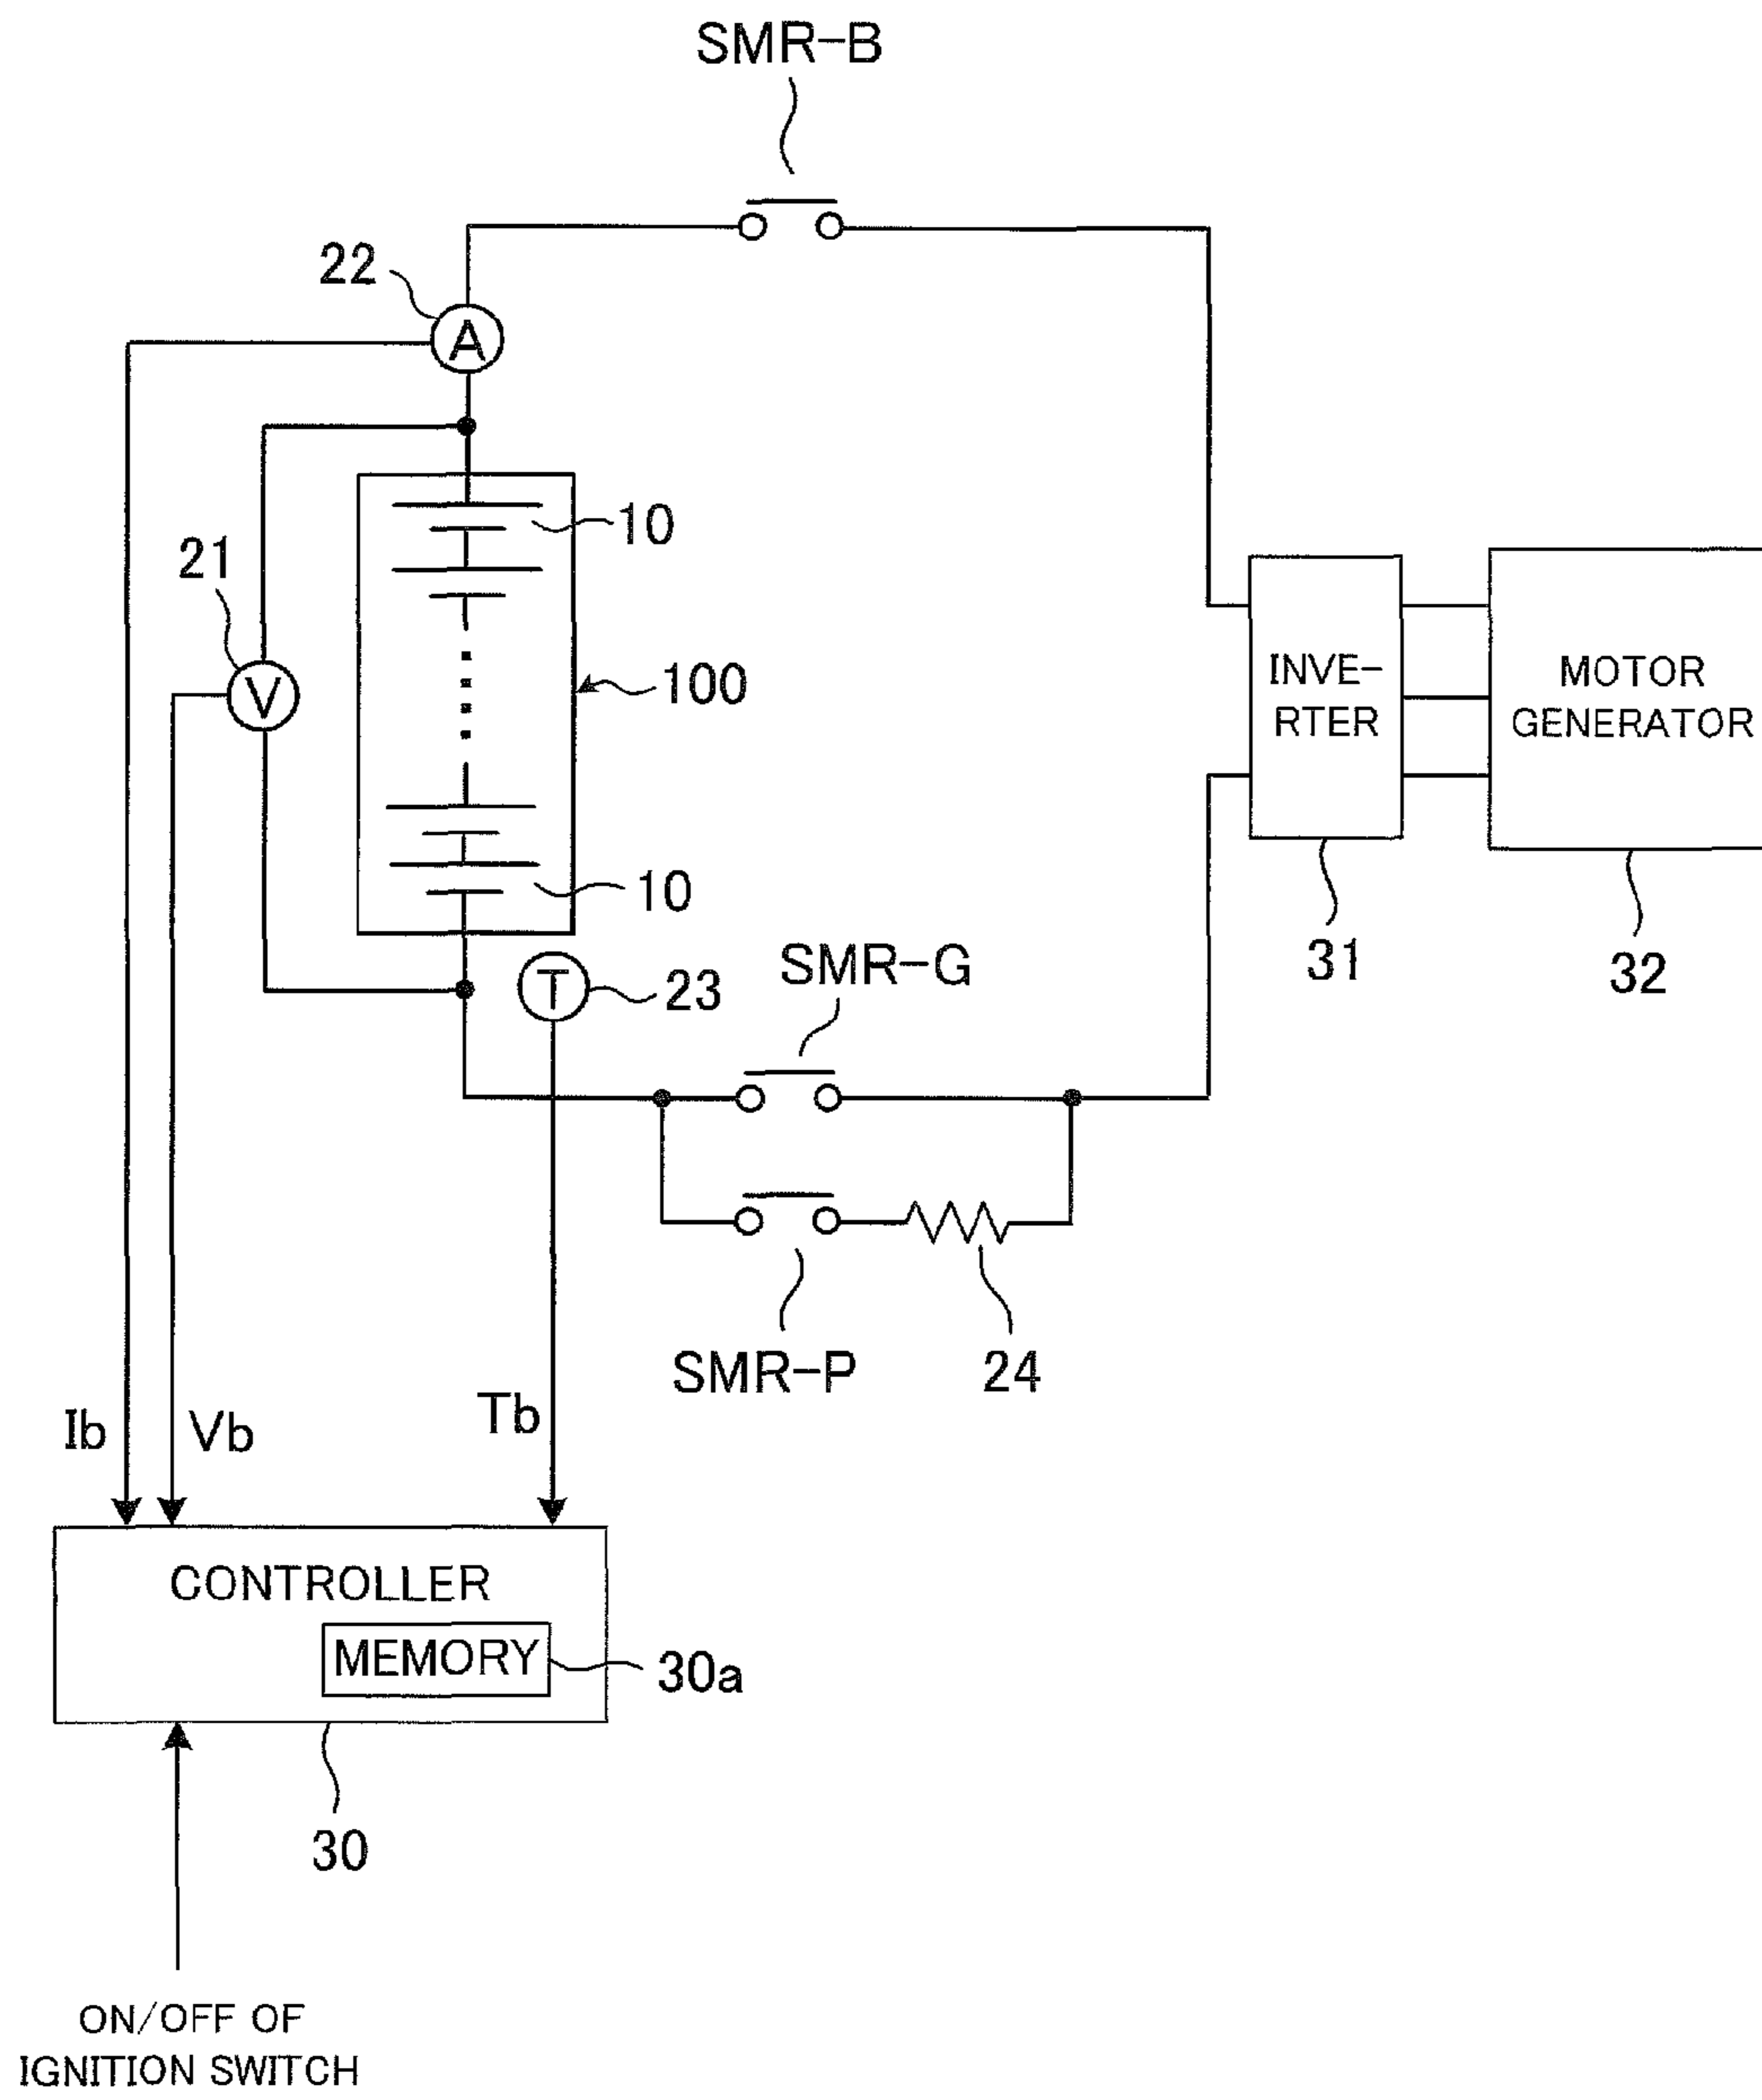 SMR-B
22
A
10
21
V
100
INVE-
RTER
MOTOR
GENERATOR
10
31
32
SMR-G
T
23
SMR-P
24
Ib
Vb
Tb
CONTROLLER
MEMORY
30a
30
ON/OFF OF
IGNITION SWITCH